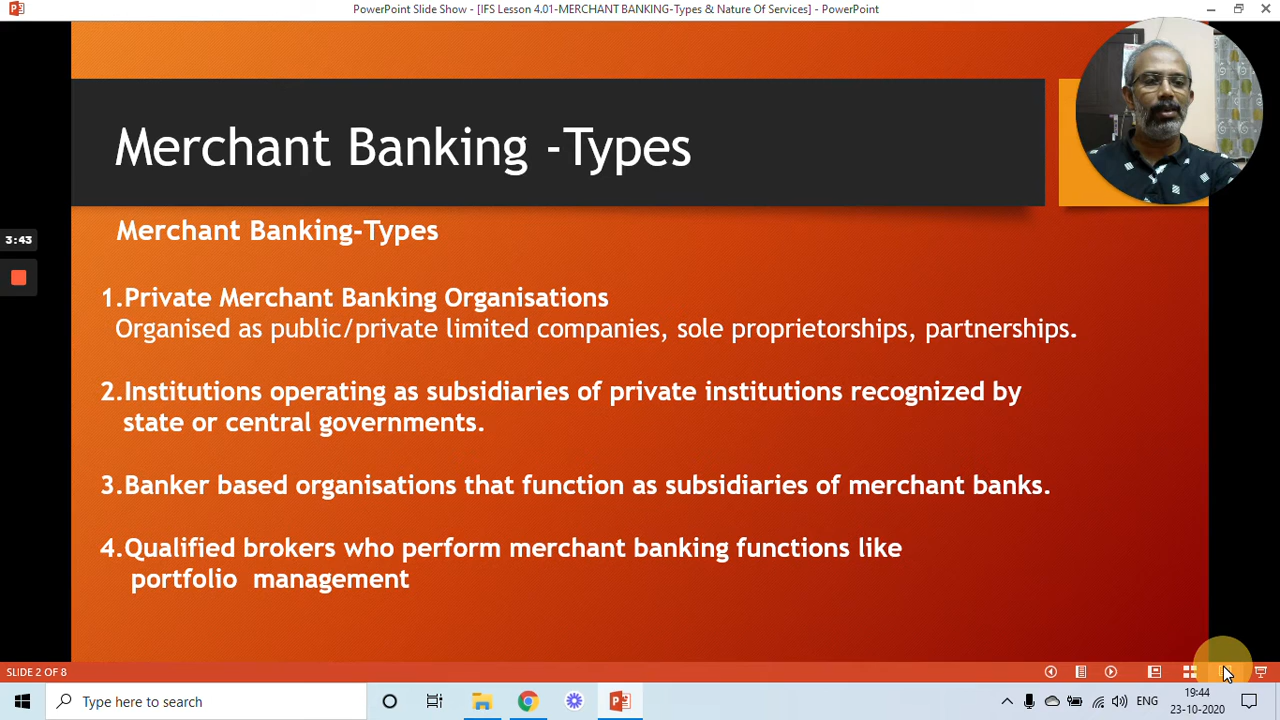 PowerPoint Slide Show - [IFS Lesson 4.01-MERCHANT BANKING-Types & Nature Of Services] - PowerPoint
Merchant Banking -Types
Merchant Banking-Types
3:43
1.Private Merchant Banking Organisations
Organised as public/private limited companies, sole proprietorships, partnerships.
2.Institutions operating as subsidiaries of private institutions recognized by
state or central governments.
3.Banker based organisations that function as subsidiaries of merchant banks.
4.Qualified brokers who perform merchant banking functions like
portfolio management
SLIDE 2 OF 8
Type here to search
ENG
19:44
23-10-2020